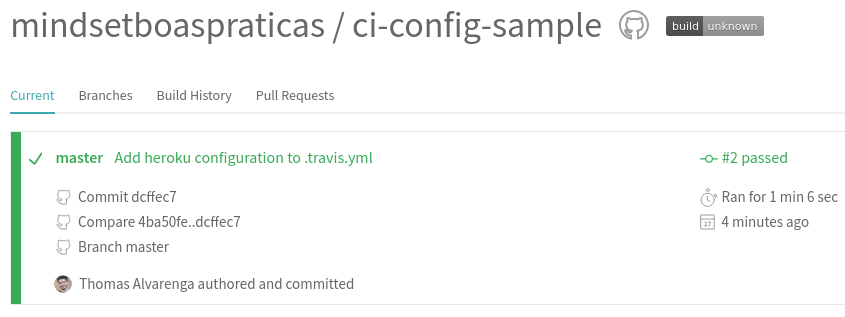 mindsetboaspraticas / ci-config-sample build unknown
Current Branches Build History Pull Requests
master Add heroku configuration to .travis.yml #2 passed
Commit dcffec7 Ran for 1 min 6 sec
Compare 4ba50fe..dcffec7 27 4 minutes ago
Branch master
Thomas Alvarenga authored and committed